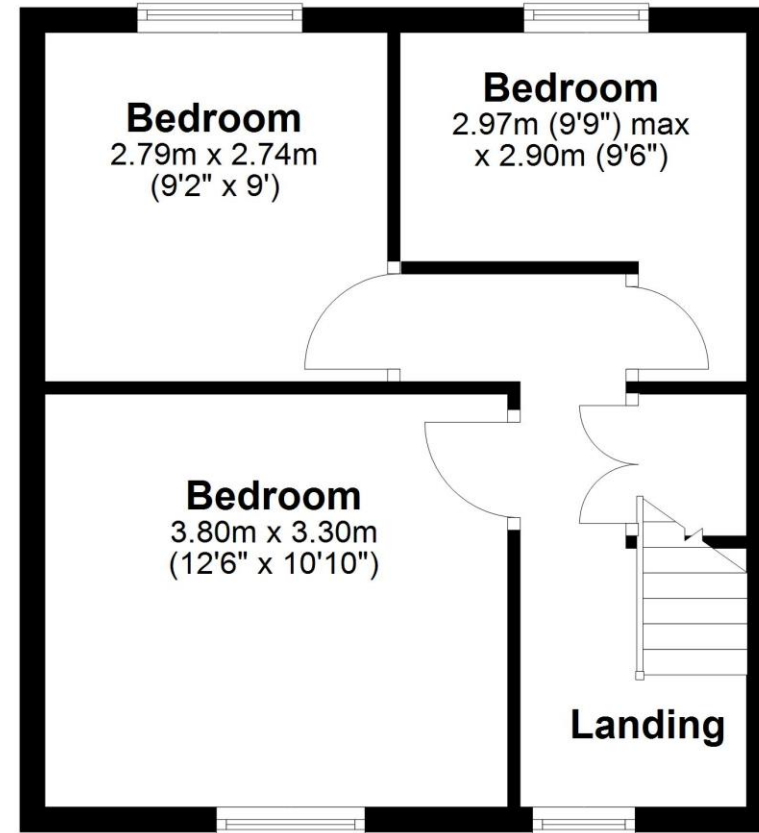 Bedroom
2.79m x 2.74m
(9'2" x 9')
Bedroom
2.97m (9'9") max
x 2.90m (9'6")
Bedroom
3.80m x 3.30m
(12'6" x 10'10")
Landing